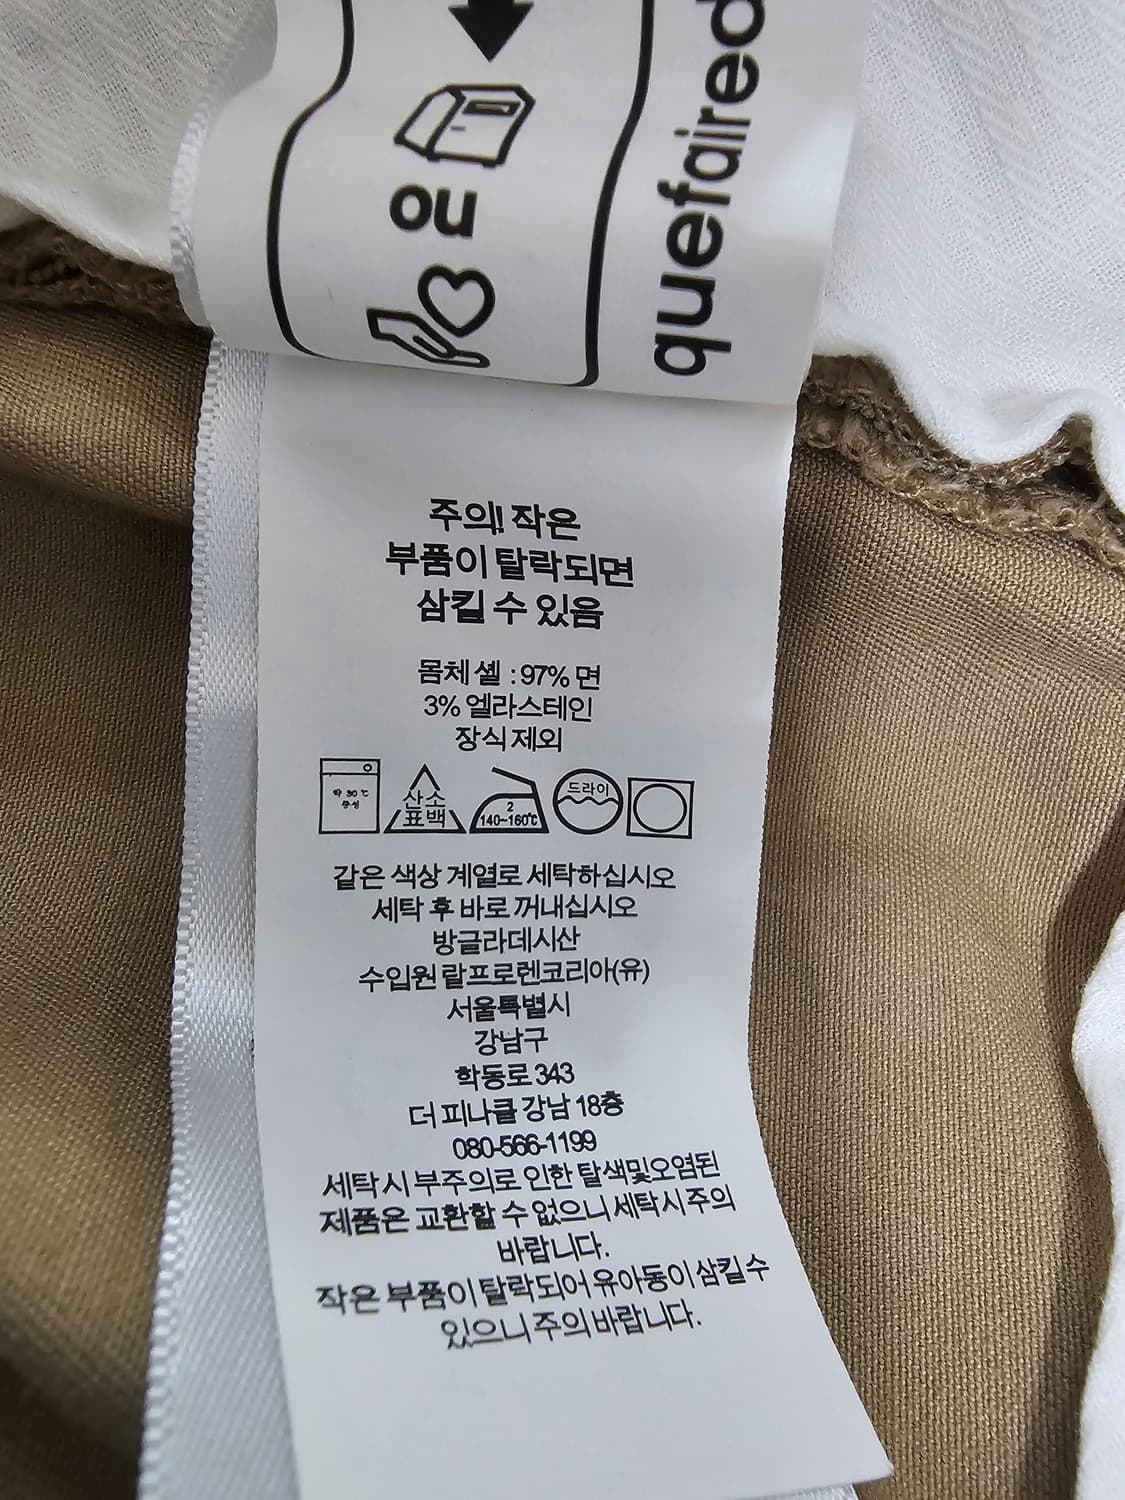 quefaired
OU
주의! 작은
부품이 탈락되면
삼킬 수 있음
몸체 셸 : 97% 면
3% 엘라스테인
장식 제외
약 30 ℃
중성
산소
표백
2
140~160℃
드라이
같은 색상 계열로 세탁하십시오
세탁 후 바로 꺼내십시오
방글라데시산
수입원 랄프로렌코리아(유)
서울특별시
강남구
학동로 343
더 피나클 강남 18층
080-566-1199
세탁 시 부주의로 인한 탈색및오염된
제품은 교환할 수 없으니 세탁시 주의
바랍니다.
작은 부품이 탈락되어 유아동이 삼킬 수
있으니 주의 바랍니다.